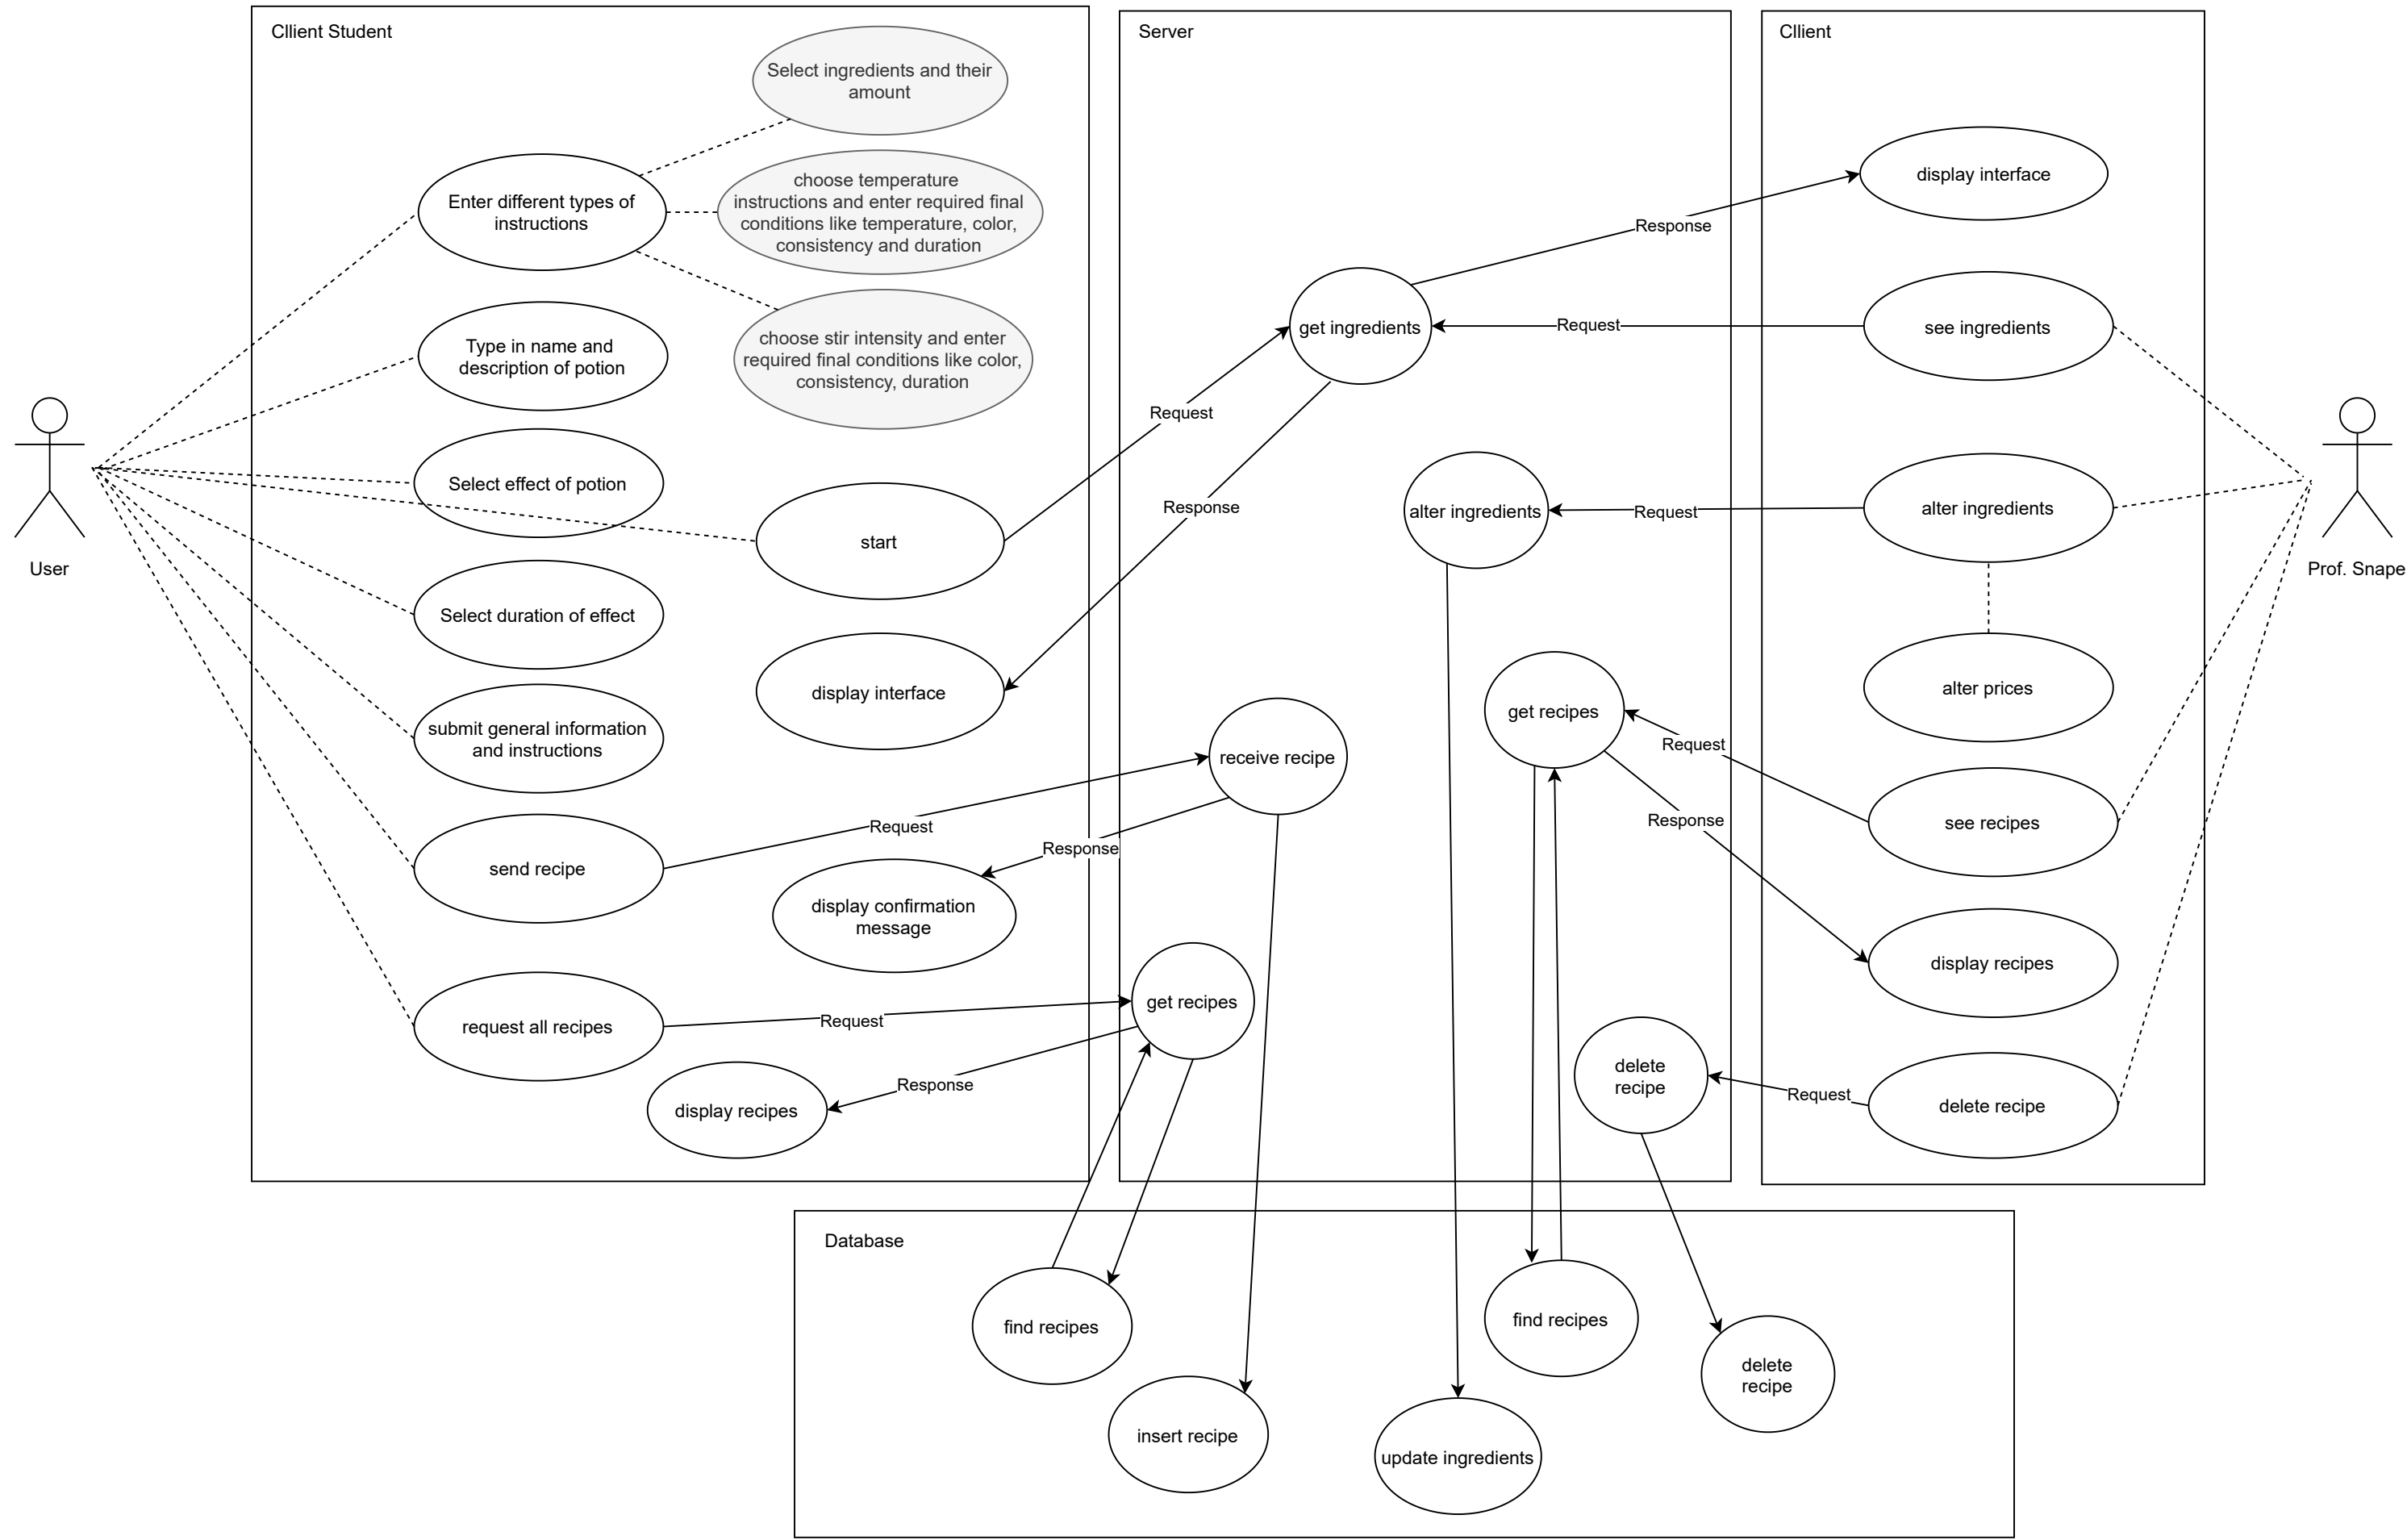 Cllient Student
Select ingredients and their
amount
Enter different types of
instructions
choose temperature
instructions and enter required final
conditions like temperature, color,
consistency and duration
Type in name and
description of potion
choose stir intensity and enter
required final conditions like color,
consistency, duration
Select effect of potion
start
Select duration of effect
display interface
submit general information
and instructions
send recipe
display confirmation
message
request all recipes
display recipes
User
Server
get ingredients
alter ingredients
get recipes
receive recipe
get recipes
delete
recipe
Request
Response
Request
Response
Request
Response
Response
Request
Request
Request
Response
Request
Cllient
display interface
see ingredients
alter ingredients
alter prices
see recipes
display recipes
delete recipe
Prof. Snape
Database
find recipes
insert recipe
update ingredients
find recipes
delete
recipe